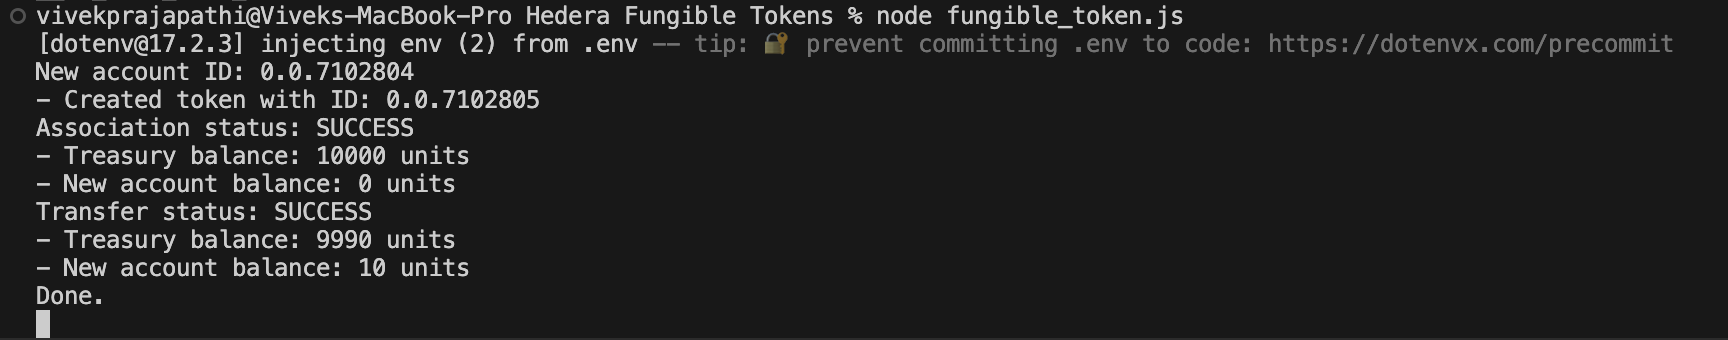 vivekprajapathi@Viveks-MacBook-Pro Hedera Fungible Tokens % node fungible_token.js
[dotenv@17.2.3] injecting env (2) from .env -- tip: 🔐 prevent committing .env to code: https://dotenvx.com/precommit
New account ID: 0.0.7102804
- Created token with ID: 0.0.7102805
Association status: SUCCESS
- Treasury balance: 10000 units
- New account balance: 0 units
Transfer status: SUCCESS
- Treasury balance: 9990 units
- New account balance: 10 units
Done.